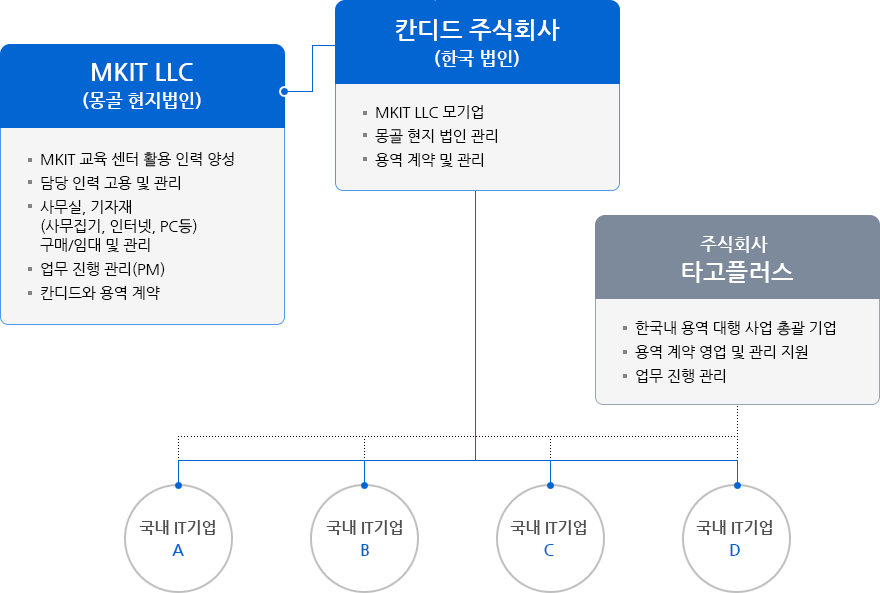 칸디드 주식회사
(한국 법인)
MKIT LLC 모기업
몽골 현지 법인 관리
용역 계약 및 관리
MKIT LLC
(몽골 현지법인)
MKIT 교육 센터 활용 인력 양성
담당 인력 고용 및 관리
사무실, 기자재
(사무집기, 인터넷, PC등)
구매/임대 및 관리
업무 진행 관리(PM)
칸디드와 용역 계약
주식회사
타고플러스
한국내 용역 대행 사업 총괄 기업
용역 계약 영업 및 관리 지원
업무 진행 관리
국내 IT기업
A
국내 IT기업
B
국내 IT기업
C
국내 IT기업
D